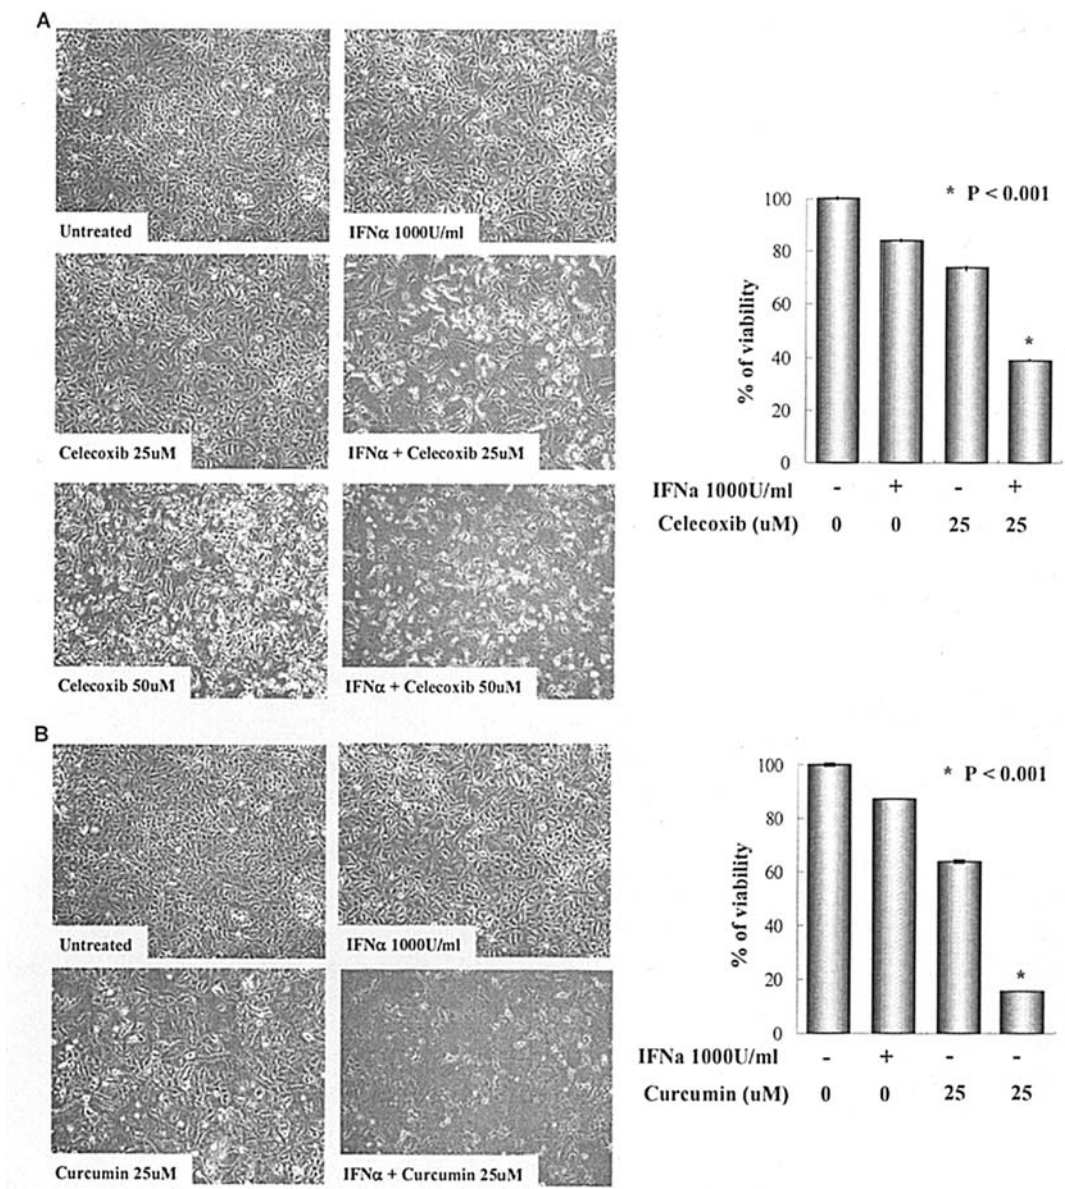 A
Untreated
IFNα 1000U/ml
Celecoxib 25uM
IFNα + Celecoxib 25uM
Celecoxib 50uM
IFNα + Celecoxib 50uM
* P < 0.001
% of viability
100
80
60
40
20
0
*
IFNa 1000U/ml - + - +
Celecoxib (uM) 0 0 25 25
B
Untreated
IFNα 1000U/ml
Curcumin 25uM
IFNα + Curcumin 25uM
* P < 0.001
% of viability
100
80
60
40
20
0
*
IFNa 1000U/ml - + - -
Curcumin (uM) 0 0 25 25